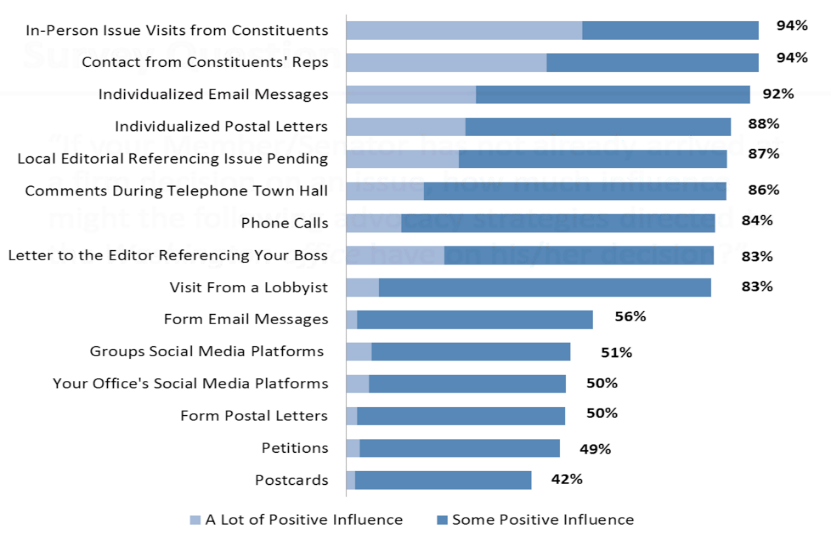 In-Person Issue Visits from Constituents 94%
Contact from Constituents' Reps 94%
Individualized Email Messages 92%
Individualized Postal Letters 88%
Local Editorial Referencing Issue Pending 87%
Comments During Telephone Town Hall 86%
Phone Calls 84%
Letter to the Editor Referencing Your Boss 83%
Visit From a Lobbyist 83%
Form Email Messages 56%
Groups Social Media Platforms 51%
Your Office's Social Media Platforms 50%
Form Postal Letters 50%
Petitions 49%
Postcards 42%
A Lot of Positive Influence Some Positive Influence